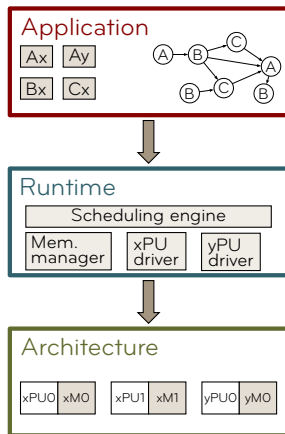 Application
Ax Ay
Bx Cx
A B C A
B C B
Runtime
Scheduling engine
Mem.
manager
xPU
driver
yPU
driver
Architecture
xPU0 xM0 xPU1 xM1 yPU0 yM0